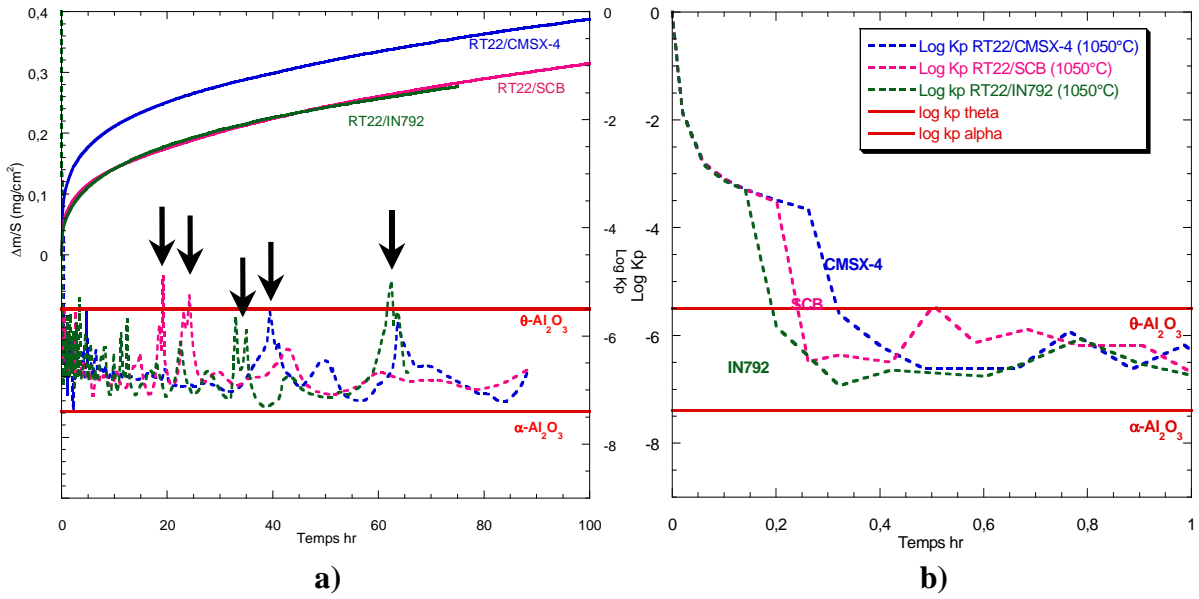 0,4
0,3
0,2
0,1
0
Δm/S (mg/cm²)
RT22/CMSX-4
RT22/SCB
RT22/IN792
θ-Al₂O₃
α-Al₂O₃
0
-2
-4
-6
-8
Log Kp
0 20 40 60 80 100
Temps hr
a)
0
-2
-4
-6
-8
Log Kp
Log Kp RT22/CMSX-4 (1050°C)
Log Kp RT22/SCB (1050°C)
Log kp RT22/IN792 (1050°C)
log kp theta
log kp alpha
CMSX-4
SCB
IN792
θ-Al₂O₃
α-Al₂O₃
0 0,2 0,4 0,6 0,8 1
Temps hr
b)